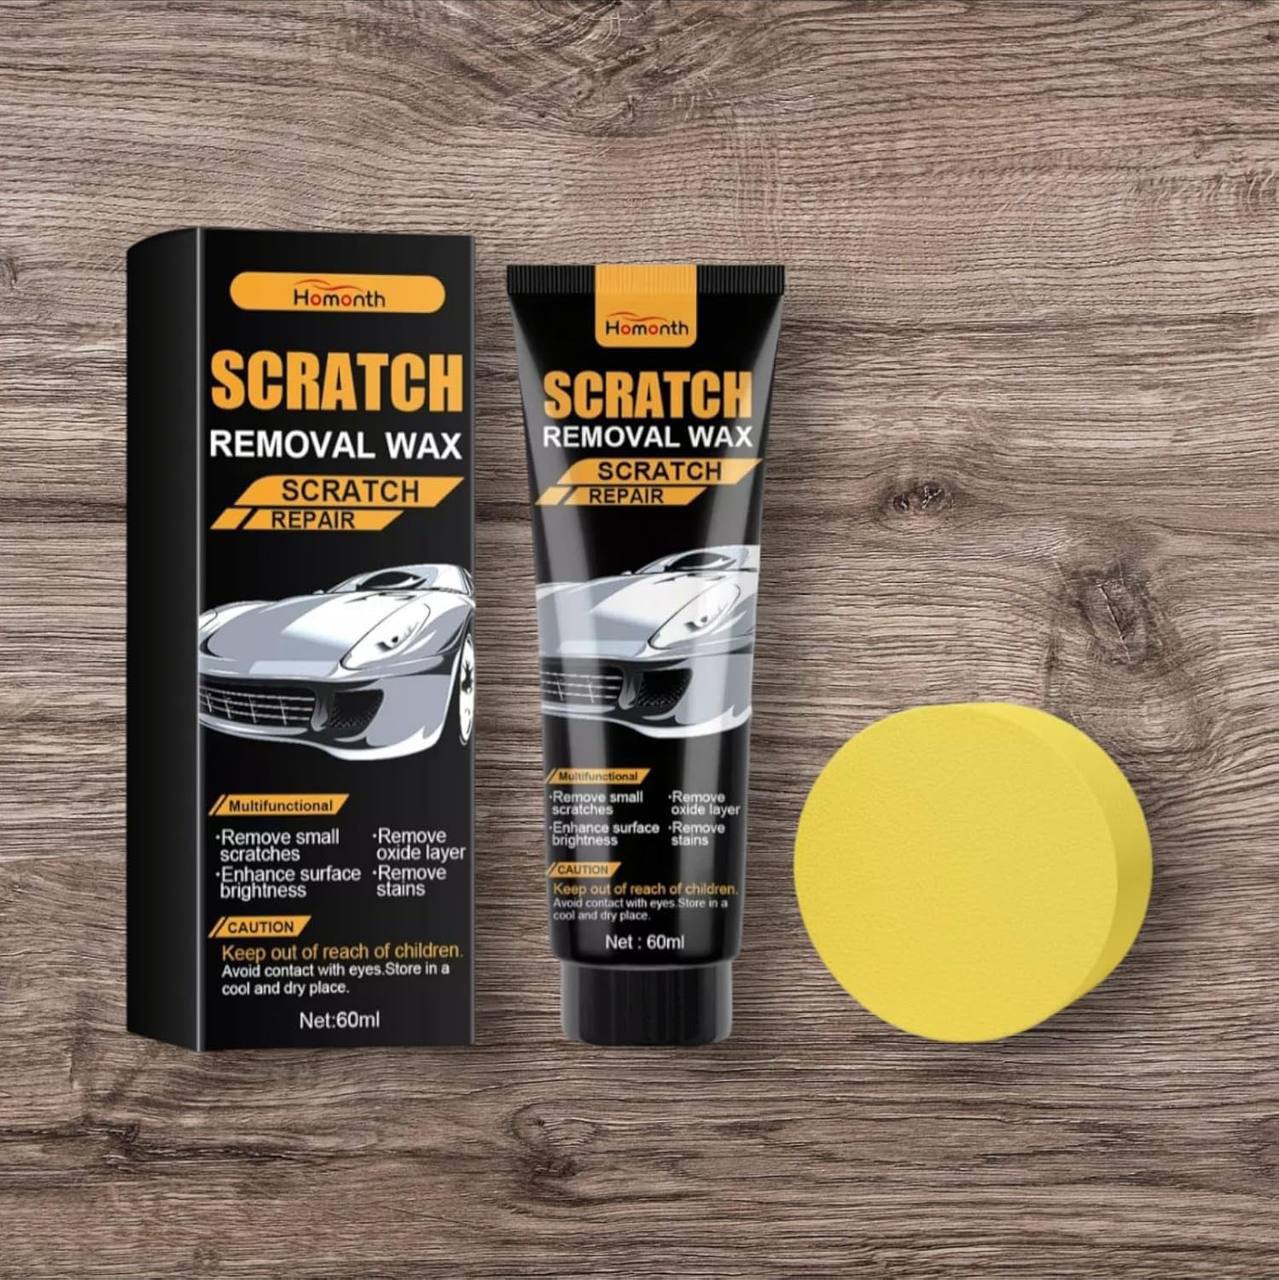 Homonth
SCRATCH
REMOVAL WAX
SCRATCH
REPAIR
Multifunctional
·Remove small
scratches
·Enhance surface
brightness
·Remove
oxide layer
·Remove
stains
CAUTION
Keep out of reach of children.
Avoid contact with eyes.Store in a
cool and dry place.
Net:60ml
Homonth
SCRATCH
REMOVAL WAX
SCRATCH
REPAIR
Multifunctional
·Remove small
scratches
·Enhance surface
brightness
·Remove
oxide layer
·Remove
stains
CAUTION
Keep out of reach of children.
Avoid contact with eyes.Store in a
cool and dry place.
Net : 60ml